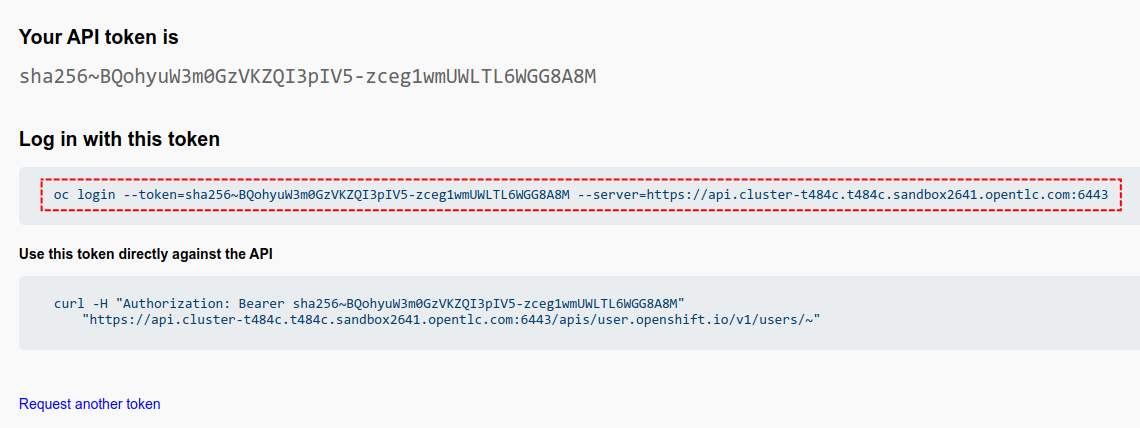 Your API token is
sha256~BQohyuW3m0GzVKZQI3pIV5-zceg1wmUWLTL6WGG8A8M
Log in with this token
oc login --token=sha256~BQohyuW3m0GzVKZQI3pIV5-zceg1wmUWLTL6WGG8A8M --server=https://api.cluster-t484c.t484c.sandbox2641.opentlc.com:6443
Use this token directly against the API
curl -H "Authorization: Bearer sha256~BQohyuW3m0GzVKZQI3pIV5-zceg1wmUWLTL6WGG8A8M"
"https://api.cluster-t484c.t484c.sandbox2641.opentlc.com:6443/apis/user.openshift.io/v1/users/~"
Request another token